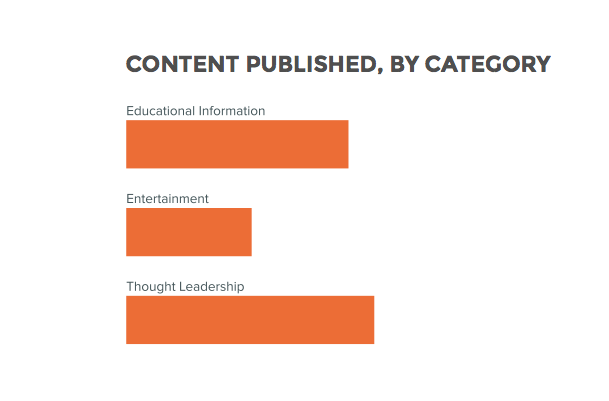 CONTENT PUBLISHED, BY CATEGORY
Educational Information
Entertainment
Thought Leadership